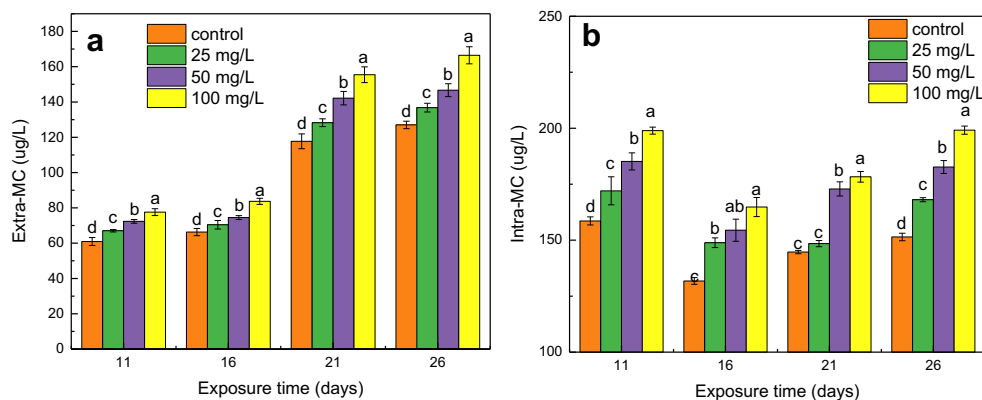 a
control
25 mg/L
50 mg/L
100 mg/L
Extra-MC (ug/L)
180
160
140
120
100
80
60
40
20
0
d c b a
d c b a
d c b a
d c b a
11 16 21 26
Exposure time (days)
b
control
25 mg/L
50 mg/L
100 mg/L
Intra-MC (ug/L)
250
200
150
100
d c b a
c b ab a
c c b a
d c b a
11 16 21 26
Exposure time (days)